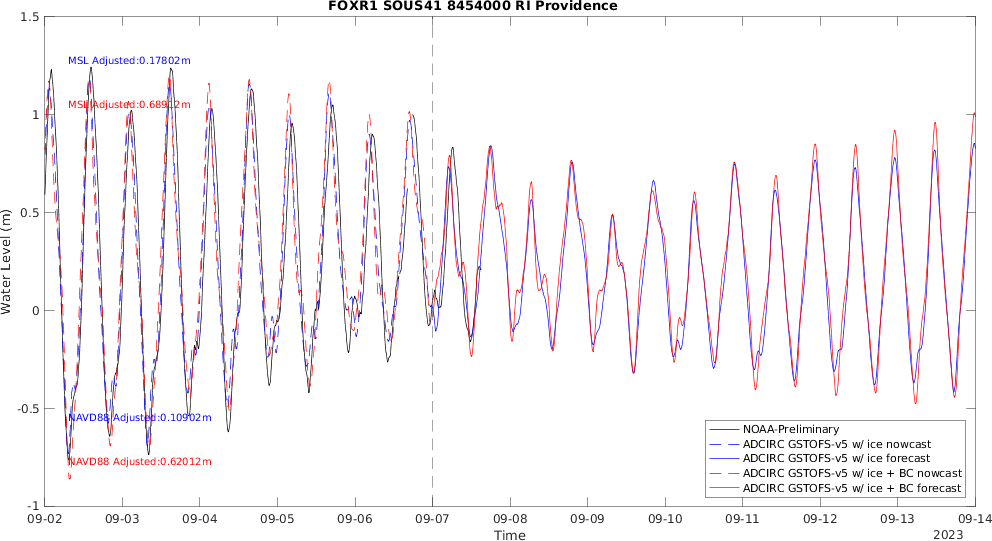 FOXR1 SOUS41 8454000 RI Providence
1.5
1
0.5
0
-0.5
-1
Water Level (m)
MSL Adjusted:0.17802m
MSL Adjusted:0.68912m
NAVD88 Adjusted:0.10902m
NAVD88 Adjusted:0.62012m
NOAA-Preliminary
ADCIRC GSTOFS-v5 w/ ice nowcast
ADCIRC GSTOFS-v5 w/ ice forecast
ADCIRC GSTOFS-v5 w/ ice + BC nowcast
ADCIRC GSTOFS-v5 w/ ice + BC forecast
09-02 09-03 09-04 09-05 09-06 09-07 09-08 09-09 09-10 09-11 09-12 09-13 09-14
Time
2023